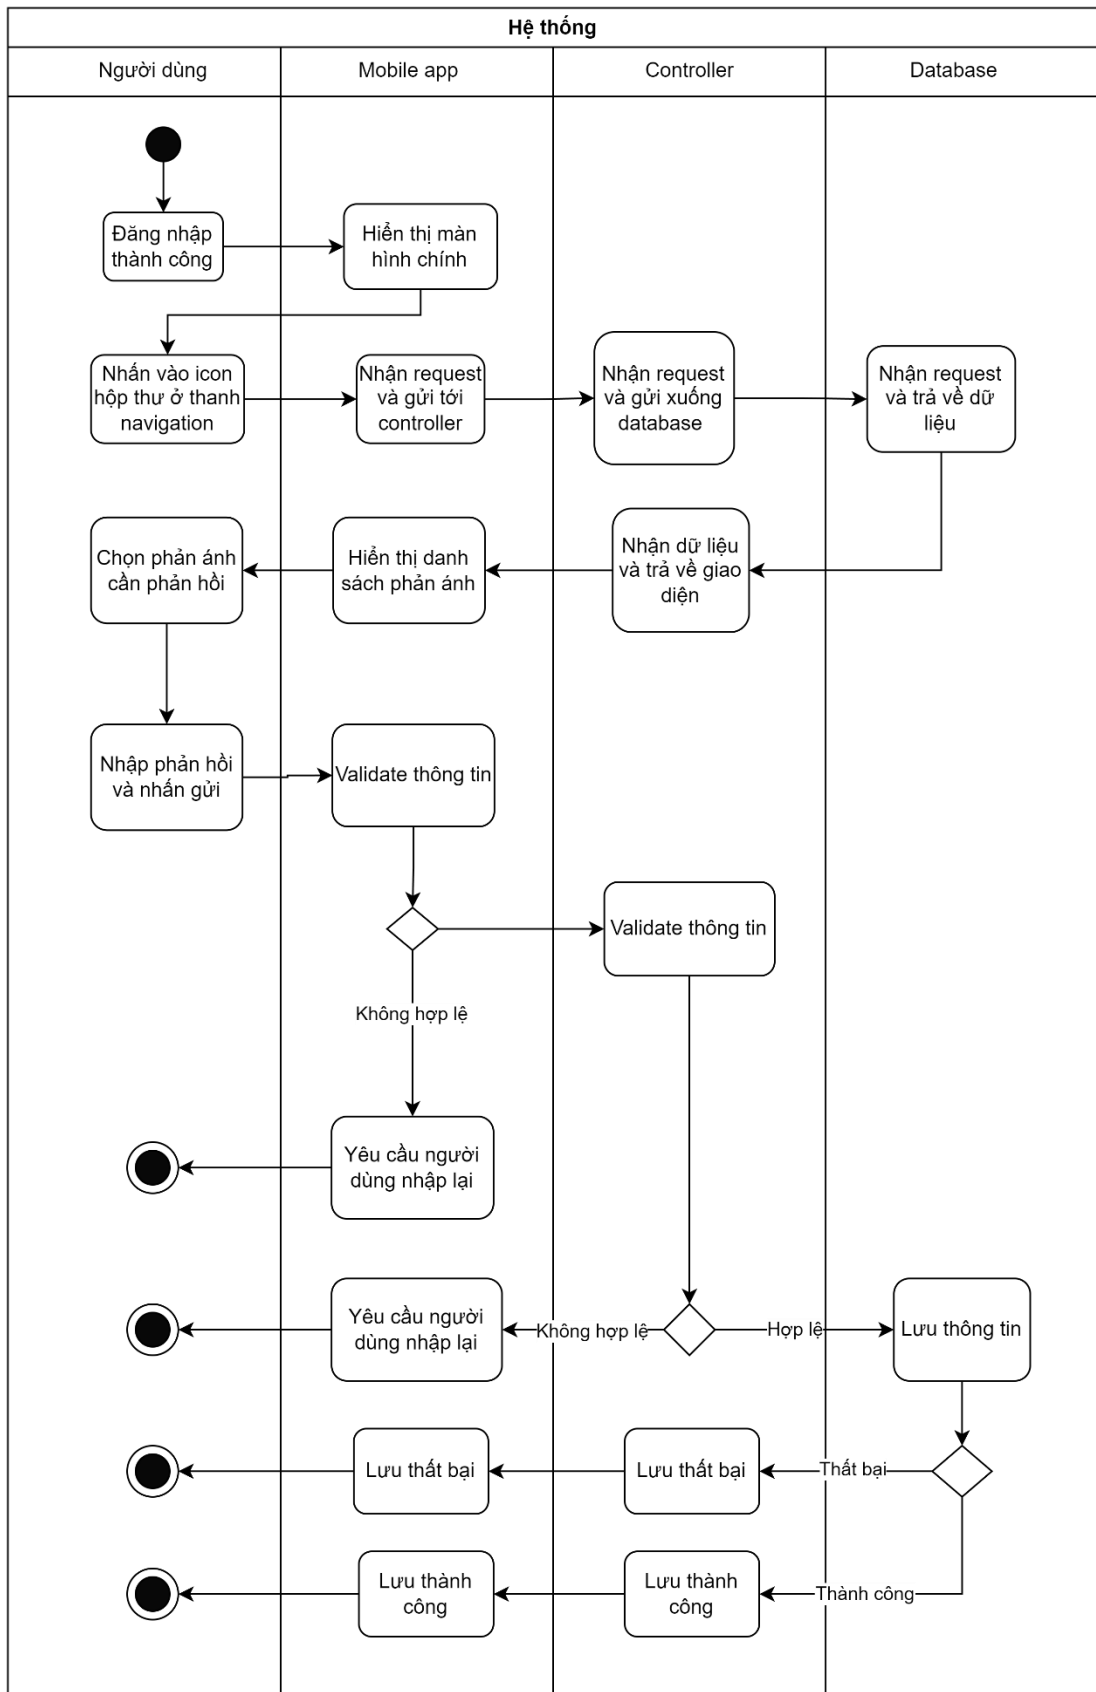 Hệ thống
Người dùng
Mobile app
Controller
Database
Đăng nhập
thành công
Hiển thị màn
hình chính
Nhấn vào icon
hộp thư ở thanh
navigation
Nhận request
và gửi tới
controller
Nhận request
và gửi xuống
database
Nhận request
và trả về dữ
liệu
Chọn phản ánh
cần phản hồi
Hiển thị danh
sách phản ánh
Nhận dữ liệu
và trả về giao
diện
Nhập phản hồi
và nhấn gửi
Validate thông tin
Validate thông tin
Không hợp lệ
Yêu cầu người
dùng nhập lại
Yêu cầu người
dùng nhập lại
Không hợp lệ
Hợp lệ
Lưu thông tin
Lưu thất bại
Lưu thất bại
Thất bại
Lưu thành
công
Lưu thành
công
Thành công